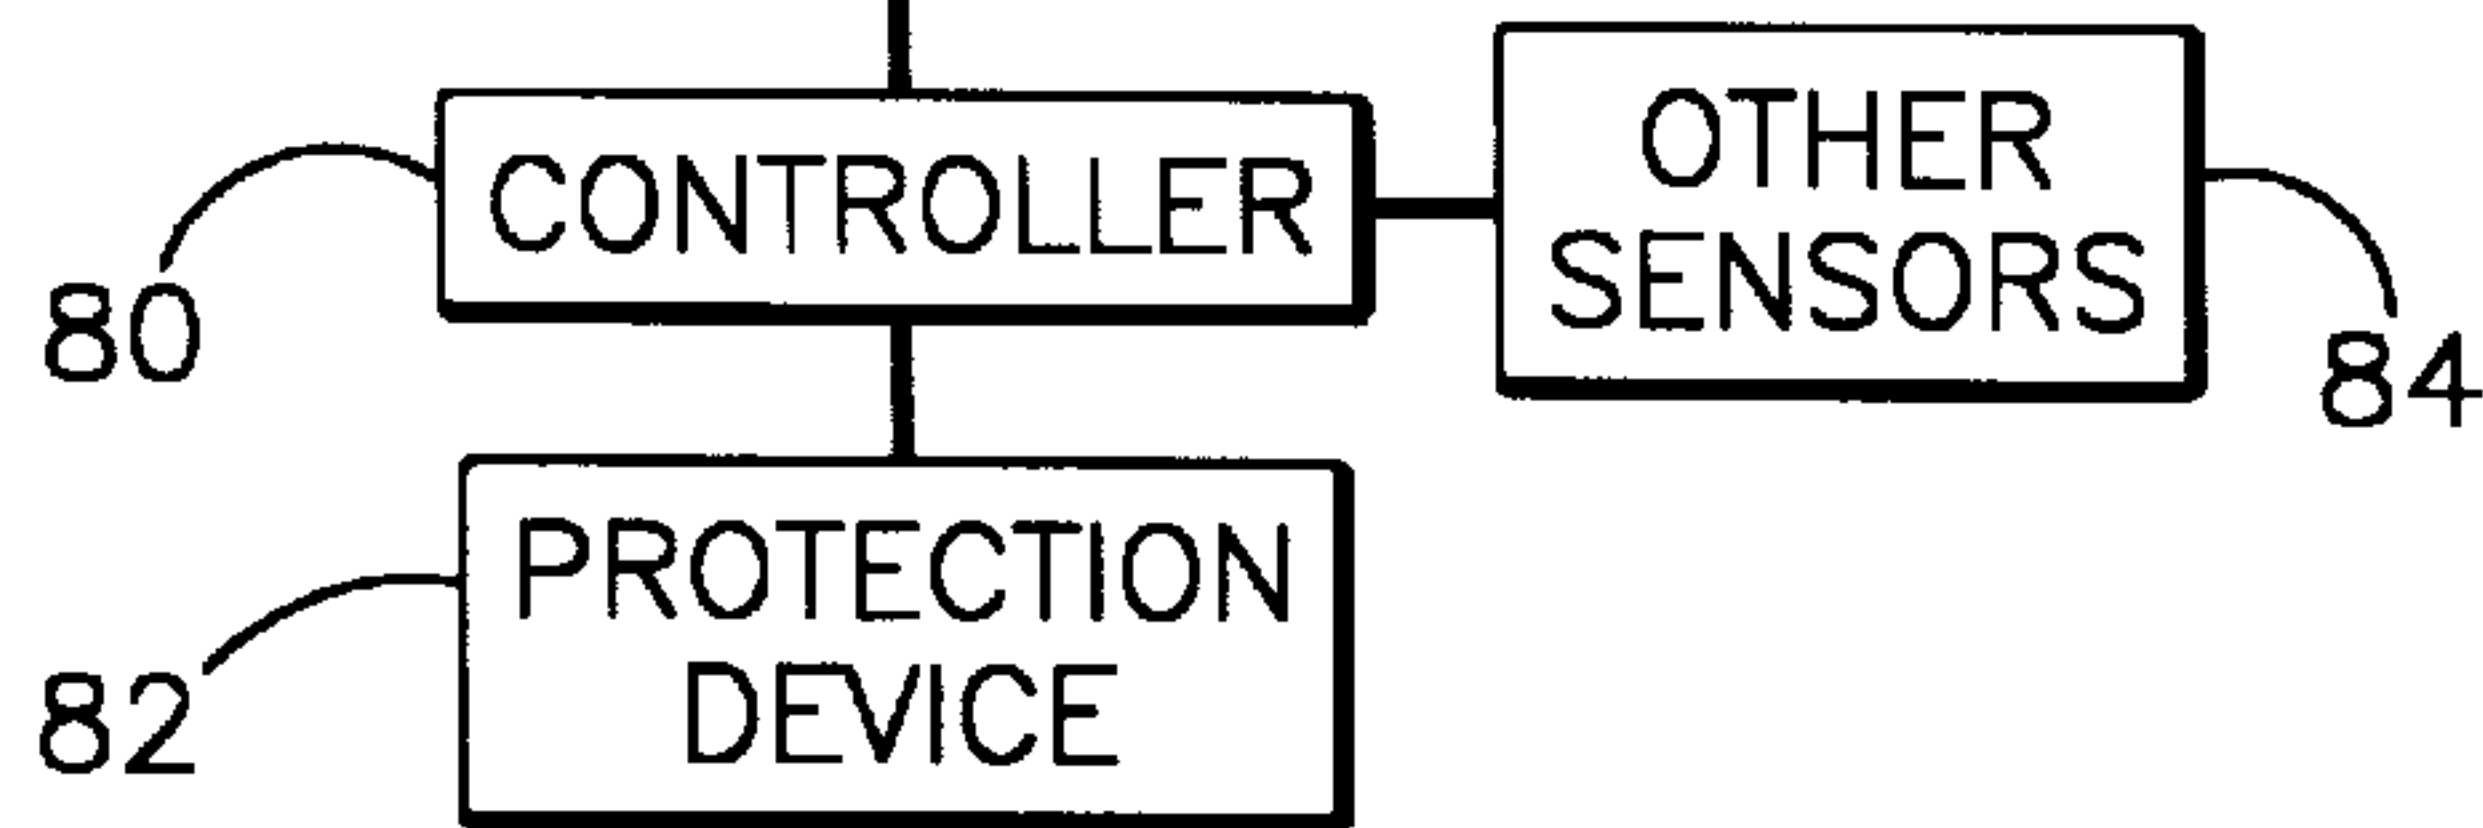 OTHER
SENSORS
CONTROLLER
80
84
PROTECTION
DEVICE
82